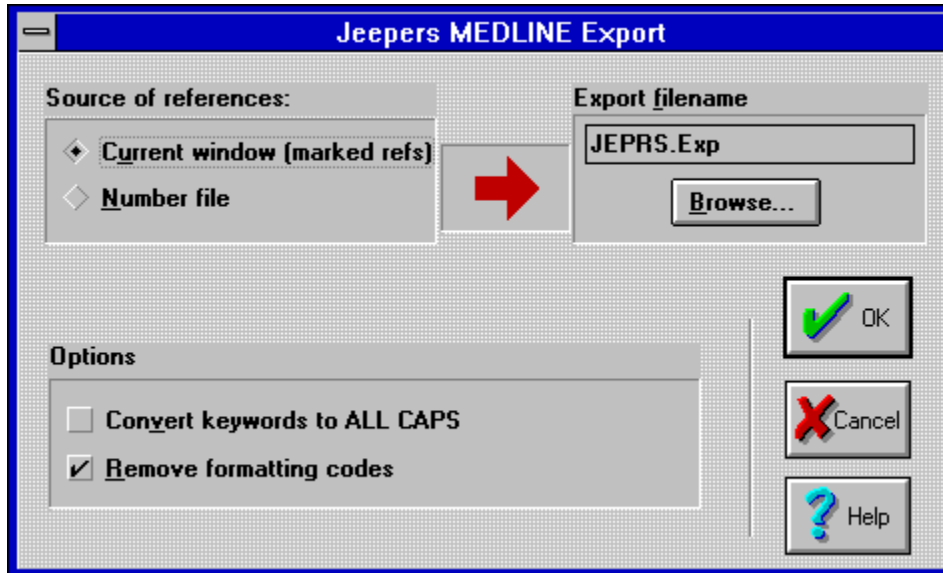 Jeepers MEDLINE Export
Source of references:
Current window (marked refs)
Number file
Export filename
JEPRS.Exp
Browse...
Options
Convert keywords to ALL CAPS
Remove formatting codes
OK
Cancel
Help